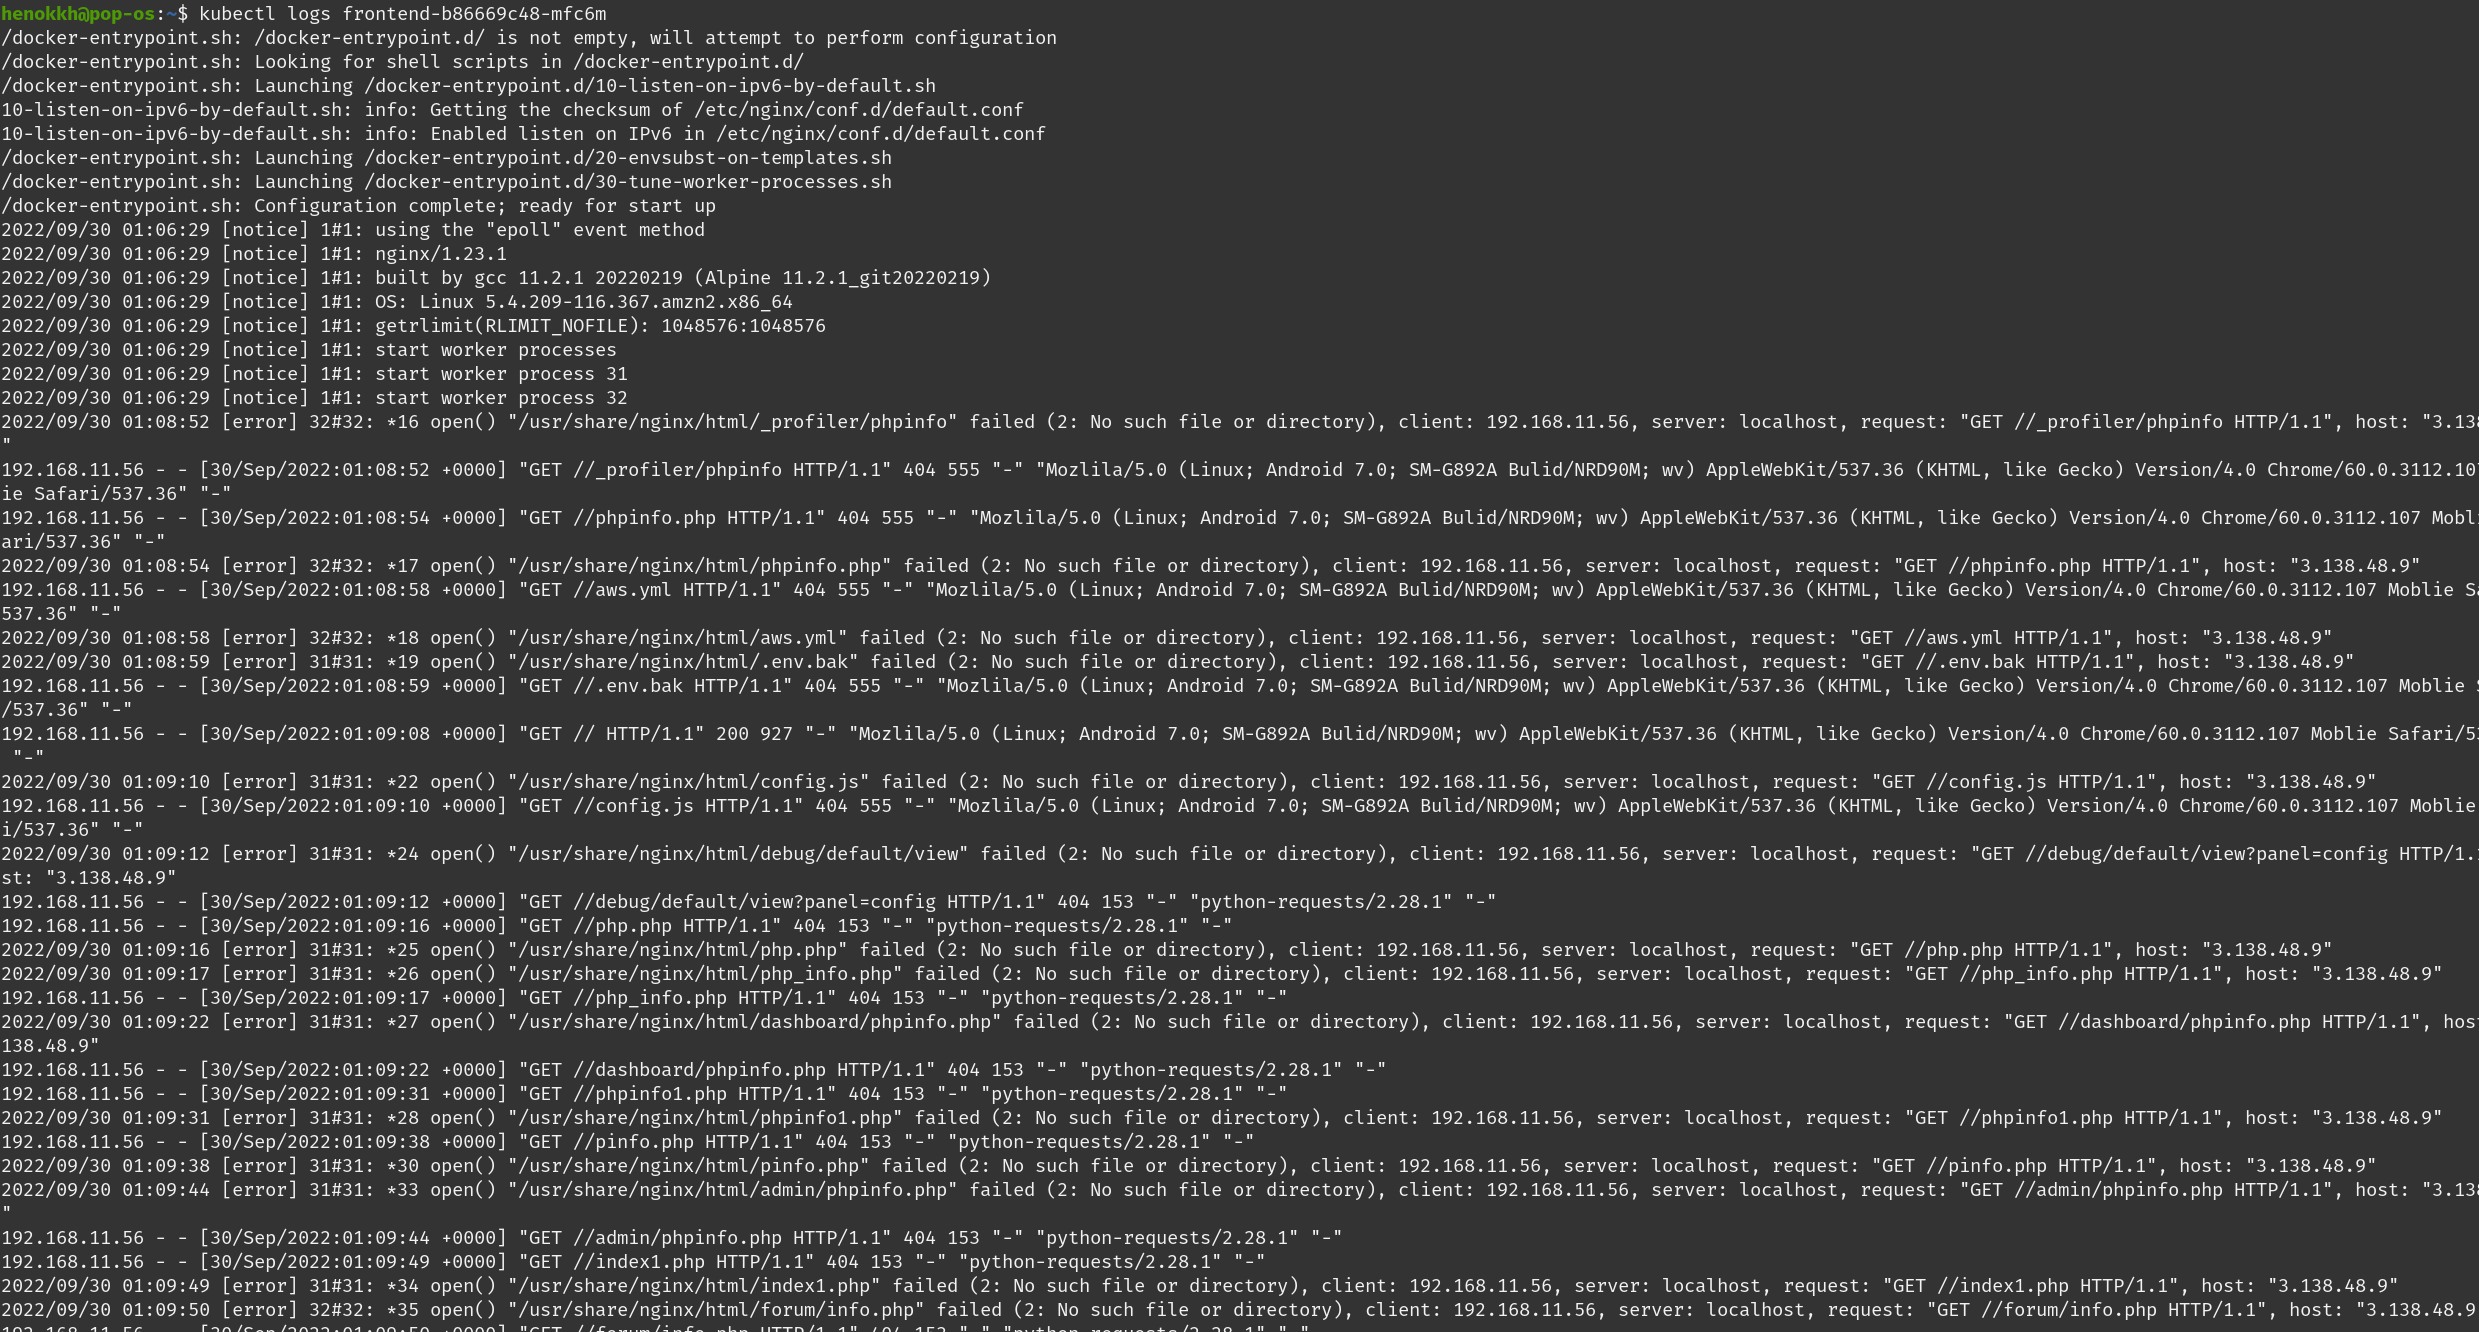 henokkh@pop-os:~$ kubectl logs frontend-b86669c48-mfc6m
/docker-entrypoint.sh: /docker-entrypoint.d/ is not empty, will attempt to perform configuration
/docker-entrypoint.sh: Looking for shell scripts in /docker-entrypoint.d/
/docker-entrypoint.sh: Launching /docker-entrypoint.d/10-listen-on-ipv6-by-default.sh
10-listen-on-ipv6-by-default.sh: info: Getting the checksum of /etc/nginx/conf.d/default.conf
10-listen-on-ipv6-by-default.sh: info: Enabled listen on IPv6 in /etc/nginx/conf.d/default.conf
/docker-entrypoint.sh: Launching /docker-entrypoint.d/20-envsubst-on-templates.sh
/docker-entrypoint.sh: Launching /docker-entrypoint.d/30-tune-worker-processes.sh
/docker-entrypoint.sh: Configuration complete; ready for start up
2022/09/30 01:06:29 [notice] 1#1: using the "epoll" event method
2022/09/30 01:06:29 [notice] 1#1: nginx/1.23.1
2022/09/30 01:06:29 [notice] 1#1: built by gcc 11.2.1 20220219 (Alpine 11.2.1_git20220219)
2022/09/30 01:06:29 [notice] 1#1: OS: Linux 5.4.209-116.367.amzn2.x86_64
2022/09/30 01:06:29 [notice] 1#1: getrlimit(RLIMIT_NOFILE): 1048576:1048576
2022/09/30 01:06:29 [notice] 1#1: start worker processes
2022/09/30 01:06:29 [notice] 1#1: start worker process 31
2022/09/30 01:06:29 [notice] 1#1: start worker process 32
2022/09/30 01:08:52 [error] 32#32: *16 open() "/usr/share/nginx/html/_profiler/phpinfo" failed (2: No such file or directory), client: 192.168.11.56, server: localhost, request: "GET //_profiler/phpinfo HTTP/1.1", host: "3.138
"
192.168.11.56 - - [30/Sep/2022:01:08:52 +0000] "GET //_profiler/phpinfo HTTP/1.1" 404 555 "-" "Mozlila/5.0 (Linux; Android 7.0; SM-G892A Bulid/NRD90M; wv) AppleWebKit/537.36 (KHTML, like Gecko) Version/4.0 Chrome/60.0.3112.107
ie Safari/537.36" "-"
192.168.11.56 - - [30/Sep/2022:01:08:54 +0000] "GET //phpinfo.php HTTP/1.1" 404 555 "-" "Mozlila/5.0 (Linux; Android 7.0; SM-G892A Bulid/NRD90M; wv) AppleWebKit/537.36 (KHTML, like Gecko) Version/4.0 Chrome/60.0.3112.107 Mobli
ari/537.36" "-"
2022/09/30 01:08:54 [error] 32#32: *17 open() "/usr/share/nginx/html/phpinfo.php" failed (2: No such file or directory), client: 192.168.11.56, server: localhost, request: "GET //phpinfo.php HTTP/1.1", host: "3.138.48.9"
192.168.11.56 - - [30/Sep/2022:01:08:58 +0000] "GET //aws.yml HTTP/1.1" 404 555 "-" "Mozlila/5.0 (Linux; Android 7.0; SM-G892A Bulid/NRD90M; wv) AppleWebKit/537.36 (KHTML, like Gecko) Version/4.0 Chrome/60.0.3112.107 Moblie Sa
537.36" "-"
2022/09/30 01:08:58 [error] 32#32: *18 open() "/usr/share/nginx/html/aws.yml" failed (2: No such file or directory), client: 192.168.11.56, server: localhost, request: "GET //aws.yml HTTP/1.1", host: "3.138.48.9"
2022/09/30 01:08:59 [error] 31#31: *19 open() "/usr/share/nginx/html/.env.bak" failed (2: No such file or directory), client: 192.168.11.56, server: localhost, request: "GET //.env.bak HTTP/1.1", host: "3.138.48.9"
192.168.11.56 - - [30/Sep/2022:01:08:59 +0000] "GET //.env.bak HTTP/1.1" 404 555 "-" "Mozlila/5.0 (Linux; Android 7.0; SM-G892A Bulid/NRD90M; wv) AppleWebKit/537.36 (KHTML, like Gecko) Version/4.0 Chrome/60.0.3112.107 Moblie S
/537.36" "-"
192.168.11.56 - - [30/Sep/2022:01:09:08 +0000] "GET // HTTP/1.1" 200 927 "-" "Mozlila/5.0 (Linux; Android 7.0; SM-G892A Bulid/NRD90M; wv) AppleWebKit/537.36 (KHTML, like Gecko) Version/4.0 Chrome/60.0.3112.107 Moblie Safari/53
"-"
2022/09/30 01:09:10 [error] 31#31: *22 open() "/usr/share/nginx/html/config.js" failed (2: No such file or directory), client: 192.168.11.56, server: localhost, request: "GET //config.js HTTP/1.1", host: "3.138.48.9"
192.168.11.56 - - [30/Sep/2022:01:09:10 +0000] "GET //config.js HTTP/1.1" 404 555 "-" "Mozlila/5.0 (Linux; Android 7.0; SM-G892A Bulid/NRD90M; wv) AppleWebKit/537.36 (KHTML, like Gecko) Version/4.0 Chrome/60.0.3112.107 Moblie
i/537.36" "-"
2022/09/30 01:09:12 [error] 31#31: *24 open() "/usr/share/nginx/html/debug/default/view" failed (2: No such file or directory), client: 192.168.11.56, server: localhost, request: "GET //debug/default/view?panel=config HTTP/1.
st: "3.138.48.9"
192.168.11.56 - - [30/Sep/2022:01:09:12 +0000] "GET //debug/default/view?panel=config HTTP/1.1" 404 153 "-" "python-requests/2.28.1" "-"
192.168.11.56 - - [30/Sep/2022:01:09:16 +0000] "GET //php.php HTTP/1.1" 404 153 "-" "python-requests/2.28.1" "-"
2022/09/30 01:09:16 [error] 31#31: *25 open() "/usr/share/nginx/html/php.php" failed (2: No such file or directory), client: 192.168.11.56, server: localhost, request: "GET //php.php HTTP/1.1", host: "3.138.48.9"
2022/09/30 01:09:17 [error] 31#31: *26 open() "/usr/share/nginx/html/php_info.php" failed (2: No such file or directory), client: 192.168.11.56, server: localhost, request: "GET //php_info.php HTTP/1.1", host: "3.138.48.9"
192.168.11.56 - - [30/Sep/2022:01:09:17 +0000] "GET //php_info.php HTTP/1.1" 404 153 "-" "python-requests/2.28.1" "-"
2022/09/30 01:09:22 [error] 31#31: *27 open() "/usr/share/nginx/html/dashboard/phpinfo.php" failed (2: No such file or directory), client: 192.168.11.56, server: localhost, request: "GET //dashboard/phpinfo.php HTTP/1.1", hos
138.48.9"
192.168.11.56 - - [30/Sep/2022:01:09:22 +0000] "GET //dashboard/phpinfo.php HTTP/1.1" 404 153 "-" "python-requests/2.28.1" "-"
192.168.11.56 - - [30/Sep/2022:01:09:31 +0000] "GET //phpinfo1.php HTTP/1.1" 404 153 "-" "python-requests/2.28.1" "-"
2022/09/30 01:09:31 [error] 31#31: *28 open() "/usr/share/nginx/html/phpinfo1.php" failed (2: No such file or directory), client: 192.168.11.56, server: localhost, request: "GET //phpinfo1.php HTTP/1.1", host: "3.138.48.9"
192.168.11.56 - - [30/Sep/2022:01:09:38 +0000] "GET //pinfo.php HTTP/1.1" 404 153 "-" "python-requests/2.28.1" "-"
2022/09/30 01:09:38 [error] 31#31: *30 open() "/usr/share/nginx/html/pinfo.php" failed (2: No such file or directory), client: 192.168.11.56, server: localhost, request: "GET //pinfo.php HTTP/1.1", host: "3.138.48.9"
2022/09/30 01:09:44 [error] 31#31: *33 open() "/usr/share/nginx/html/admin/phpinfo.php" failed (2: No such file or directory), client: 192.168.11.56, server: localhost, request: "GET //admin/phpinfo.php HTTP/1.1", host: "3.138
"
192.168.11.56 - - [30/Sep/2022:01:09:44 +0000] "GET //admin/phpinfo.php HTTP/1.1" 404 153 "-" "python-requests/2.28.1" "-"
192.168.11.56 - - [30/Sep/2022:01:09:49 +0000] "GET //index1.php HTTP/1.1" 404 153 "-" "python-requests/2.28.1" "-"
2022/09/30 01:09:49 [error] 31#31: *34 open() "/usr/share/nginx/html/index1.php" failed (2: No such file or directory), client: 192.168.11.56, server: localhost, request: "GET //index1.php HTTP/1.1", host: "3.138.48.9"
2022/09/30 01:09:50 [error] 32#32: *35 open() "/usr/share/nginx/html/forum/info.php" failed (2: No such file or directory), client: 192.168.11.56, server: localhost, request: "GET //forum/info.php HTTP/1.1", host: "3.138.48.9
192.168.11.56 - - [30/Sep/2022:01:09:50 +0000] "GET //forum/info.php HTTP/1.1" 404 153 "-" "python-requests/2.28.1" "-"